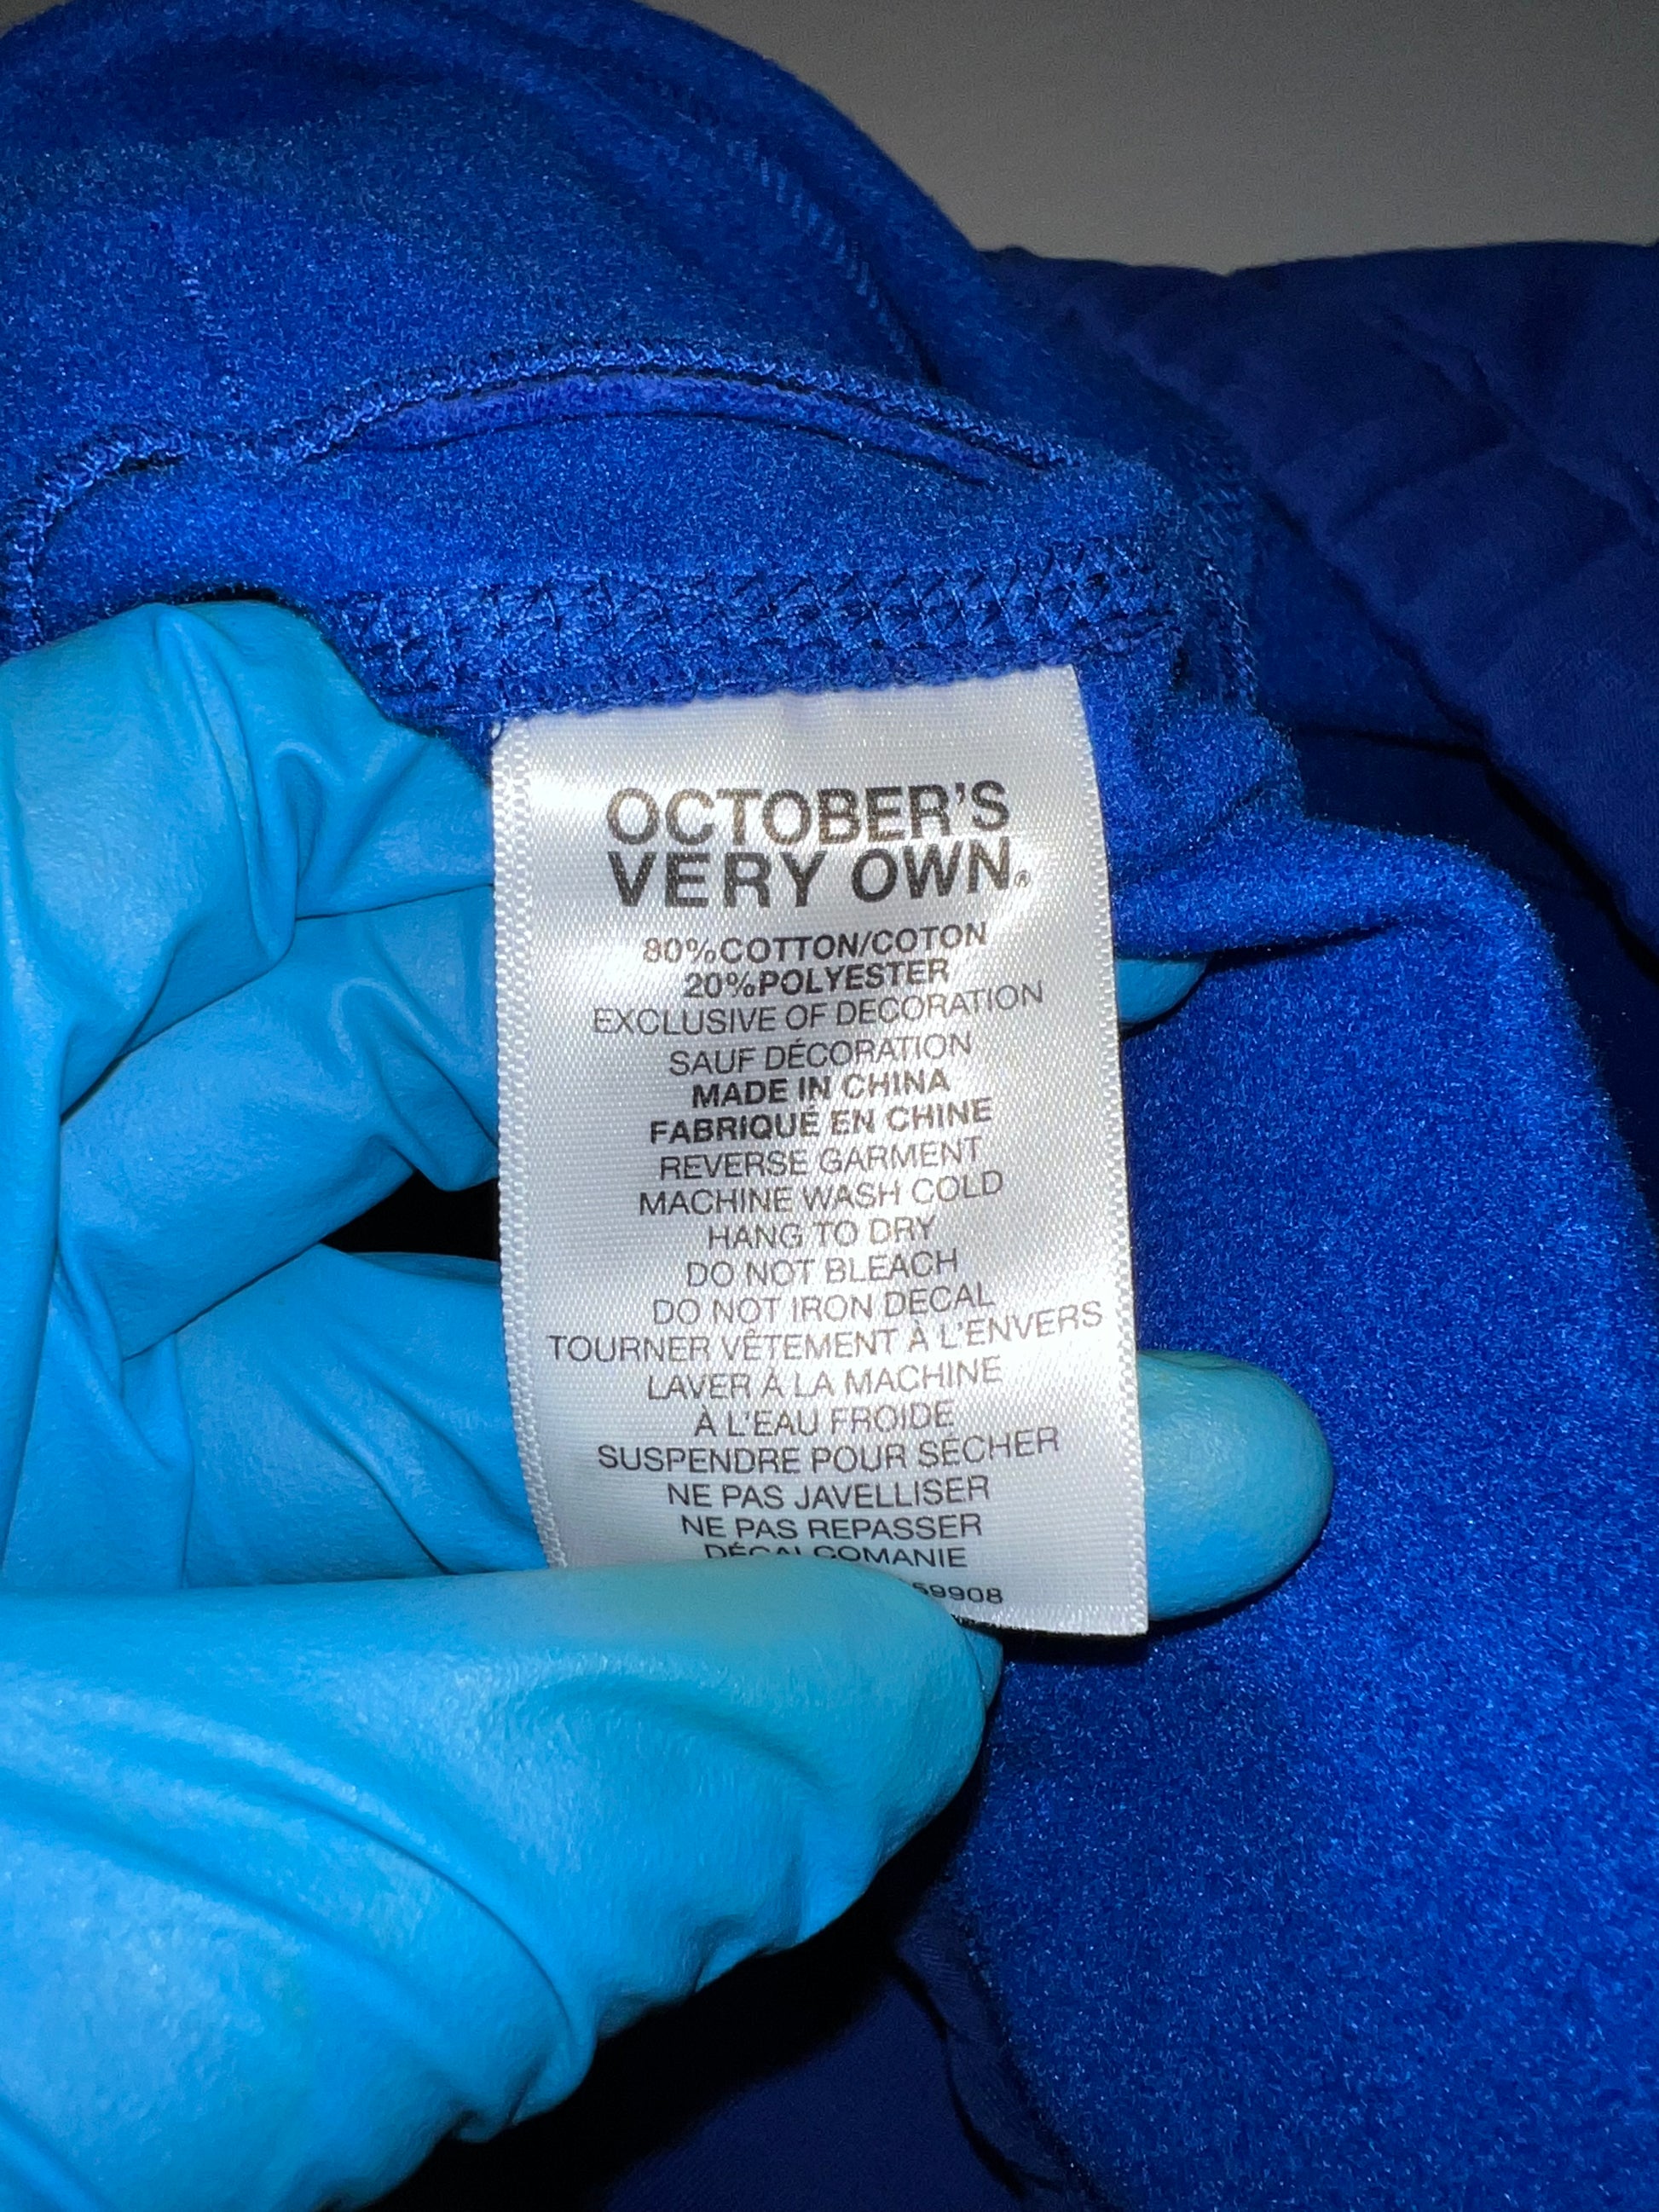 OCTOBER'S
VERY OWN®
80%COTTON/COTON
20%POLYESTER
EXCLUSIVE OF DECORATION
SAUF DÉCORATION
MADE IN CHINA
FABRIQUÉ EN CHINE
REVERSE GARMENT
MACHINE WASH COLD
HANG TO DRY
DO NOT BLEACH
DO NOT IRON DECAL
TOURNER VÊTEMENT À L'ENVERS
LAVER À LA MACHINE
À L'EAU FROIDE
SUSPENDRE POUR SÉCHER
NE PAS JAVELLISER
NE PAS REPASSER
DÉCALCOMANIE
59908